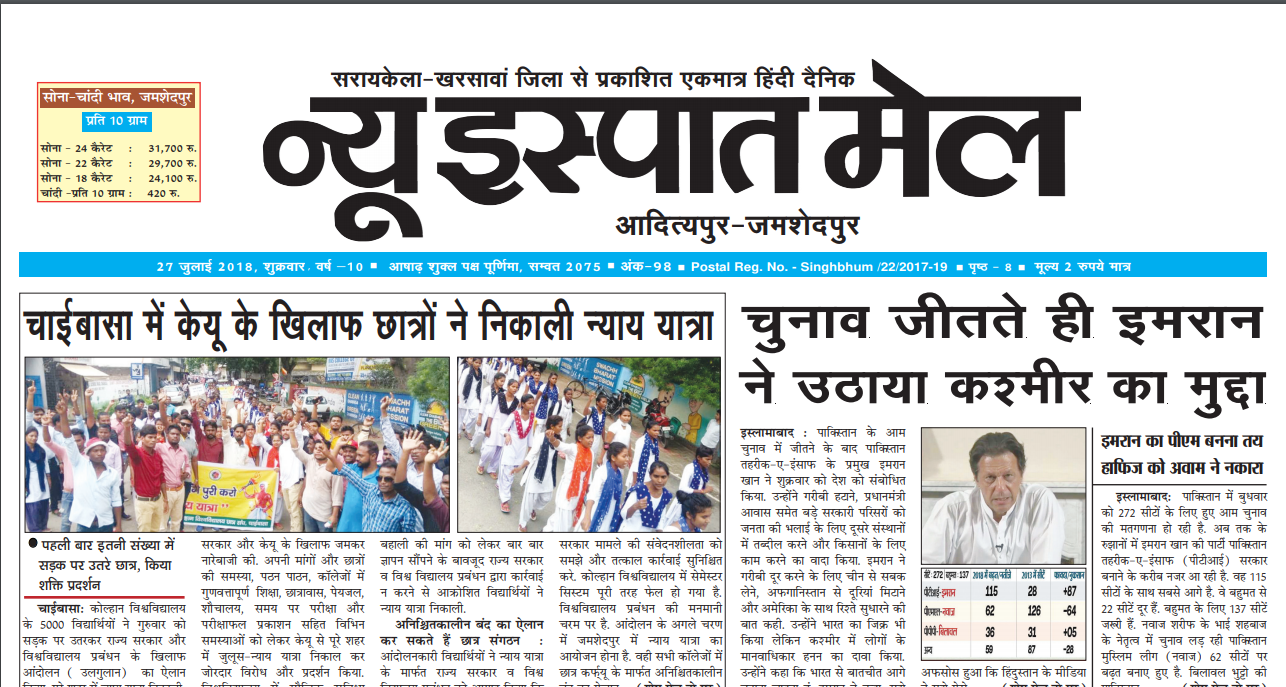 सरायकेला-खरसावां जिला से प्रकाशित एकमात्र हिंदी दैनिक
सोना-चांदी भाव, जमशेदपुर
प्रति 10 ग्राम
सोना - 24 कैरेट : 31,700 रु.
सोना - 22 कैरेट : 29,700 रु.
सोना - 18 कैरेट : 24,100 रु.
चांदी -प्रति 10 ग्राम : 420 रु.
न्यू इस्पात मेल
आदित्यपुर-जमशेदपुर
27 जुलाई 2018, शुक्रवार. वर्ष -10 ■ आषाढ़ शुक्ल पक्ष पूर्णिमा, सम्वत 2075 ■ अंक-98 ■ Postal Reg. No. - Singhbhum /22/2017-19 ■ पृष्ठ - 8 ■ मूल्य 2 रुपये मात्र
चाईबासा में केयू के खिलाफ छात्रों ने निकाली न्याय यात्रा
● पहली बार इतनी संख्या में
सड़क पर उतरे छात्र, किया
शक्ति प्रदर्शन
चाईबासा: कोल्हान विश्वविद्यालय
के 5000 विद्यार्थियों ने गुरुवार को
सड़क पर उतरकर राज्य सरकार और
विश्वविद्यालय प्रबंधन के खिलाफ
आंदोलन ( उलगुलान) का ऐलान
सरकार और केयू के खिलाफ जमकर
नारेबाजी की. अपनी मांगों और छात्रों
की समस्या, पठन पाठन, कॉलेजों में
गुणवत्तापूर्ण शिक्षा, छात्रावास, पेयजल,
शौचालय, समय पर परीक्षा और
परीक्षाफल प्रकाशन सहित विभिन
समस्याओं को लेकर केयू से पूरे शहर
में जुलूस-न्याय यात्रा निकाल कर
जोरदार विरोध और प्रदर्शन किया.
बहाली की मांग को लेकर बार बार
ज्ञापन सौंपने के बावजूद राज्य सरकार
व विश्व विद्यालय प्रबंधन द्वारा कार्रवाई
न करने से आक्रोशित विद्यार्थियों ने
न्याय यात्रा निकाली.
अनिश्चितकालीन बंद का ऐलान
कर सकते हैं छात्र संगठन :
आंदोलनकारी विद्यार्थियों ने न्याय यात्रा
के मार्फत राज्य सरकार व विश्व
सरकार मामले की संवेदनशीलता को
समझे और तत्काल कार्रवाई सुनिश्चित
करे. कोल्हान विश्वविद्यालय में सेमेस्टर
सिस्टम पूरी तरह फेल हो गया है.
विश्वविद्यालय प्रबंधन की मनमानी
चरम पर है. आंदोलन के अगले चरण
में जमशेदपुर में न्याय यात्रा का
आयोजन होना है. वही सभी कॉलेजों में
छात्र कर्फ्यू के मार्फत अनिश्चितकालीन
चुनाव जीतते ही इमरान
ने उठाया कश्मीर का मुद्दा
इस्लामाबाद : पाकिस्तान के आम
चुनाव में जीतने के बाद पाकिस्तान
तहरीक-ए-इंसाफ के प्रमुख इमरान
खान ने शुक्रवार को देश को संबोधित
किया. उन्होंने गरीबी हटाने, प्रधानमंत्री
आवास समेत बड़े सरकारी परिसरों को
जनता की भलाई के लिए दूसरे संस्थानों
में तब्दील करने और किसानों के लिए
काम करने का वादा किया. इमरान ने
गरीबी दूर करने के लिए चीन से सबक
लेने, अफगानिस्तान से दूरियां मिटाने
और अमेरिका के साथ रिश्ते सुधारने की
बात कही. उन्होंने भारत का जिक्र भी
किया लेकिन कश्मीर में लोगों के
मानवाधिकार हनन का दावा किया.
उन्होंने कहा कि भारत से बातचीत आगे
सीटें : 272 | बहुमत : 137 2018 में बढ़त/नतीजे 2013 में सीटें फायदा/नुकसान
पीटीआई-इमरान 115 28 +87
पीएमएल-नवाज 62 126 -64
पीपीपी-बिलावल 36 31 +05
अन्य 59 87 -28
अफसोस हुआ कि हिंदुस्तान के मीडिया
इमरान का पीएम बनना तय
हाफिज को अवाम ने नकारा
इस्लामाबाद: पाकिस्तान में बुधवार
को 272 सीटों के लिए हुए आम चुनाव
की मतगणना हो रही है. अब तक के
रुझानों में इमरान खान की पार्टी पाकिस्तान
तहरीक-ए-इंसाफ (पीटीआई) सरकार
बनाने के करीब नजर आ रही है. वह 115
सीटों के साथ सबसे आगे है. वे बहुमत से
22 सीटें दूर हैं. बहुमत के लिए 137 सीटें
जरूरी हैं. नवाज शरीफ के भाई शहबाज
के नेतृत्व में चुनाव लड़ रही पाकिस्तान
मुस्लिम लीग (नवाज) 62 सीटों पर
बढ़त बनाए हुए है. बिलावल भुट्टो की